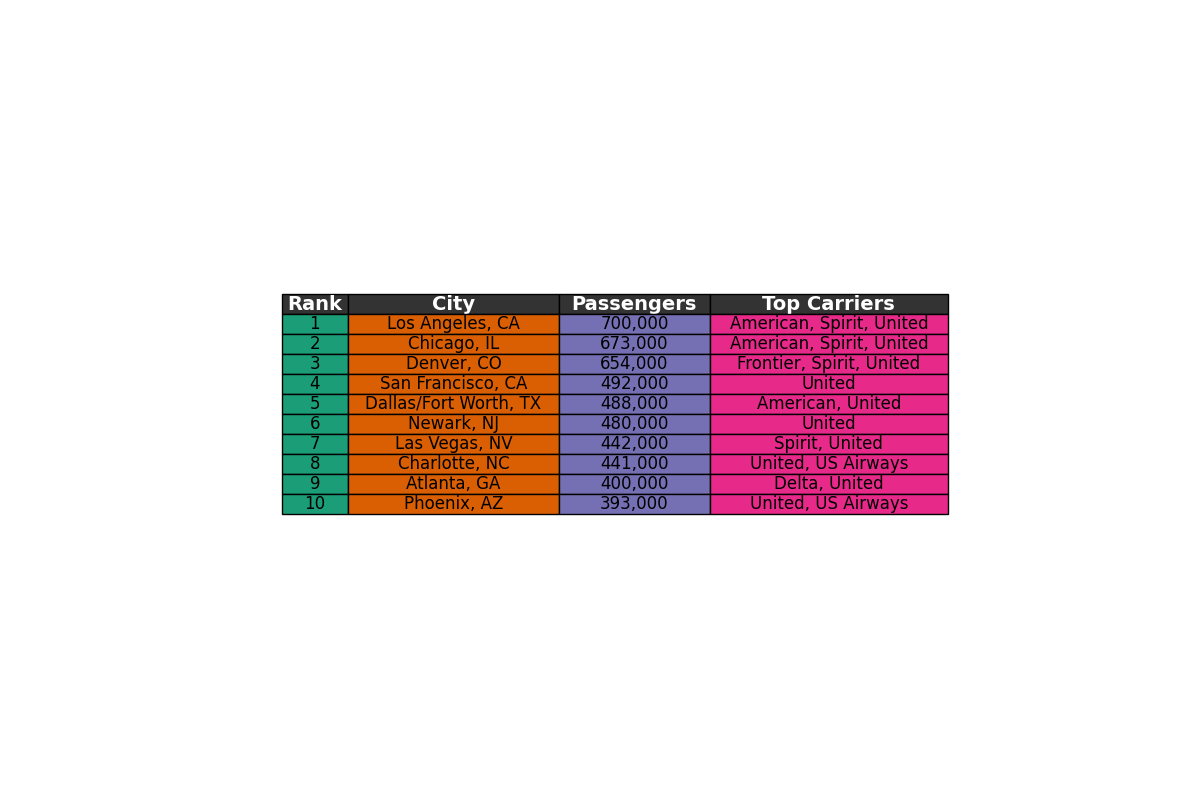 Rank City Passengers Top Carriers
1 Los Angeles, CA 700,000 American, Spirit, United
2 Chicago, IL 673,000 American, Spirit, United
3 Denver, CO 654,000 Frontier, Spirit, United
4 San Francisco, CA 492,000 United
5 Dallas/Fort Worth, TX 488,000 American, United
6 Newark, NJ 480,000 United
7 Las Vegas, NV 442,000 Spirit, United
8 Charlotte, NC 441,000 United, US Airways
9 Atlanta, GA 400,000 Delta, United
10 Phoenix, AZ 393,000 United, US Airways